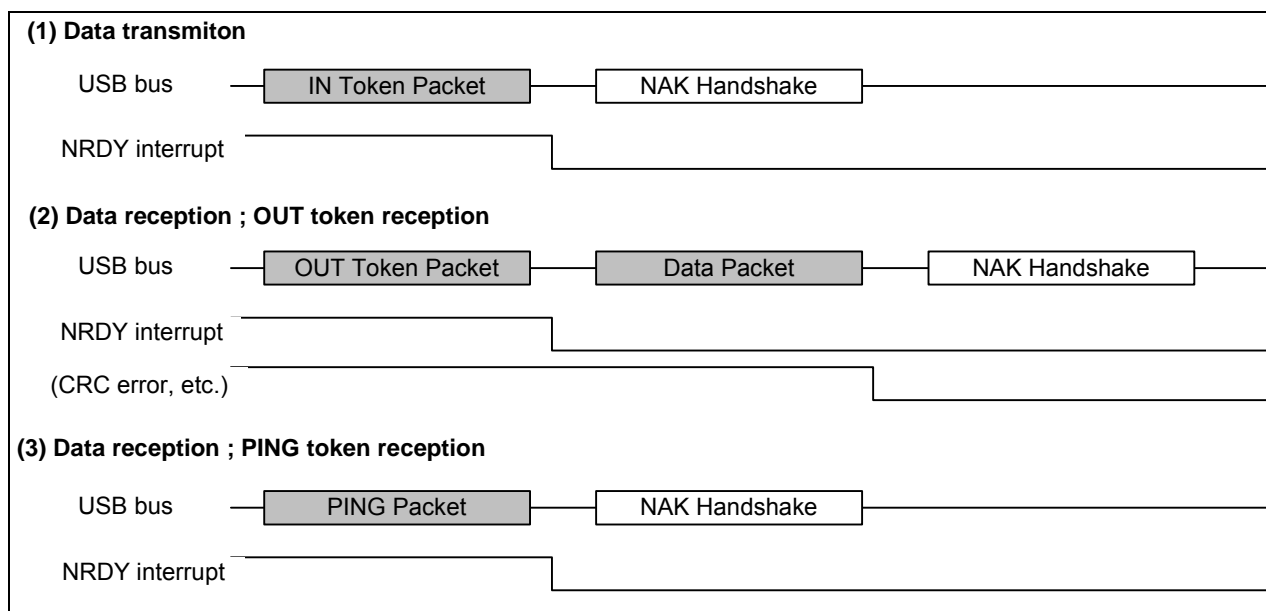 (1) Data transmiton
USB bus IN Token Packet NAK Handshake
NRDY interrupt
(2) Data reception ; OUT token reception
USB bus OUT Token Packet Data Packet NAK Handshake
NRDY interrupt
(CRC error, etc.)
(3) Data reception ; PING token reception
USB bus PING Packet NAK Handshake
NRDY interrupt